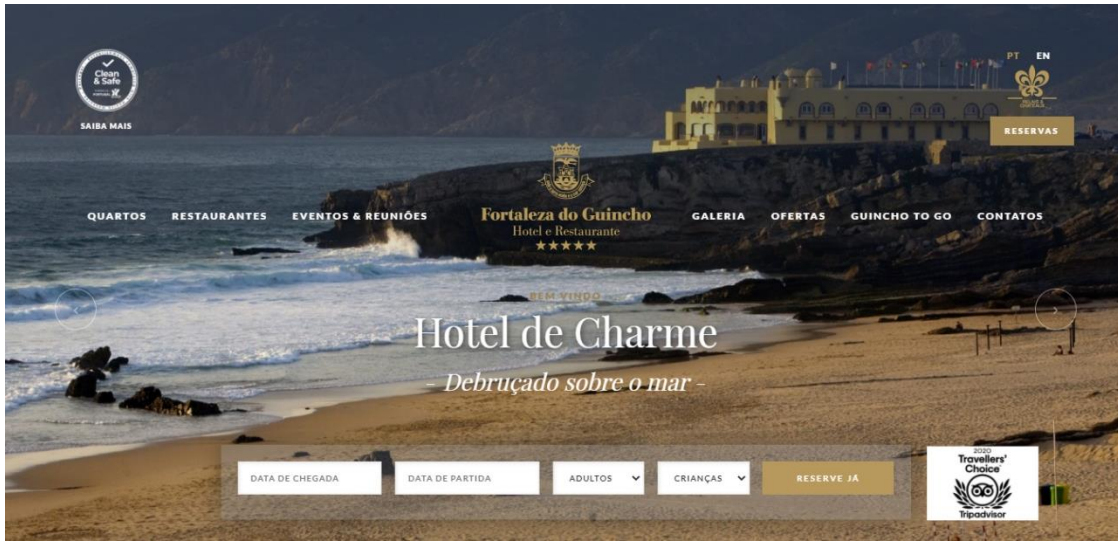 Clean
& Safe
SAIBA MAIS
PT EN
RELAIS &
CHATEAUX
RESERVAS
QUARTOS RESTAURANTES EVENTOS & REUNIÕES
Fortaleza do Guincho
Hotel e Restaurante
GALERIA OFERTAS GUINCHO TO GO CONTATOS
BEM VINDO
Hotel de Charme
- Debruçado sobre o mar -
DATA DE CHEGADA DATA DE PARTIDA ADULTOS CRIANÇAS RESERVE JÁ
2020
Travellers'
Choice
Tripadvisor